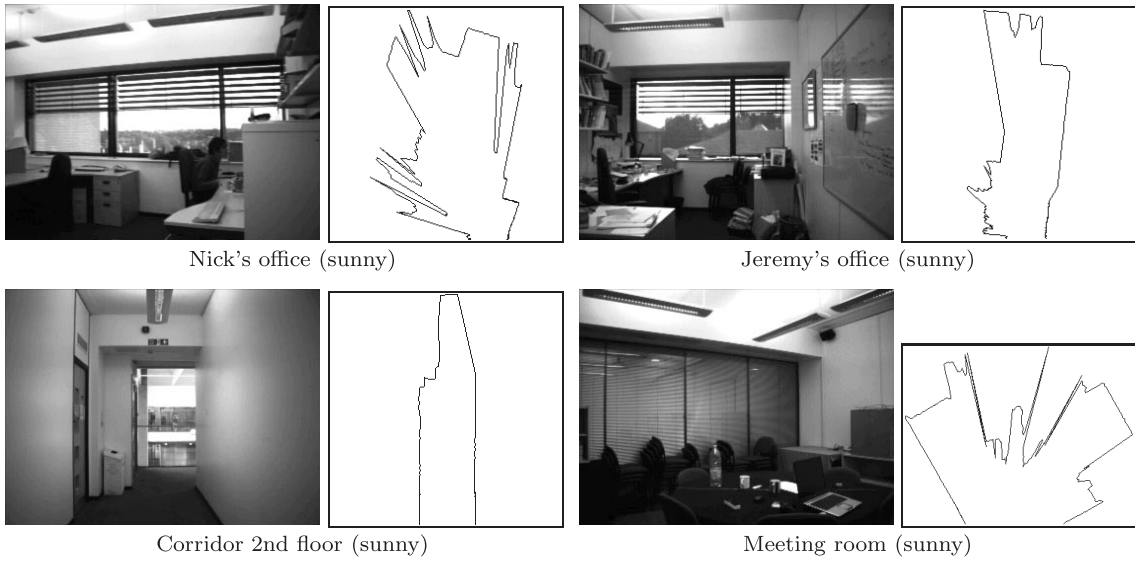 Nick's office (sunny)
Jeremy's office (sunny)
Corridor 2nd floor (sunny)
Meeting room (sunny)